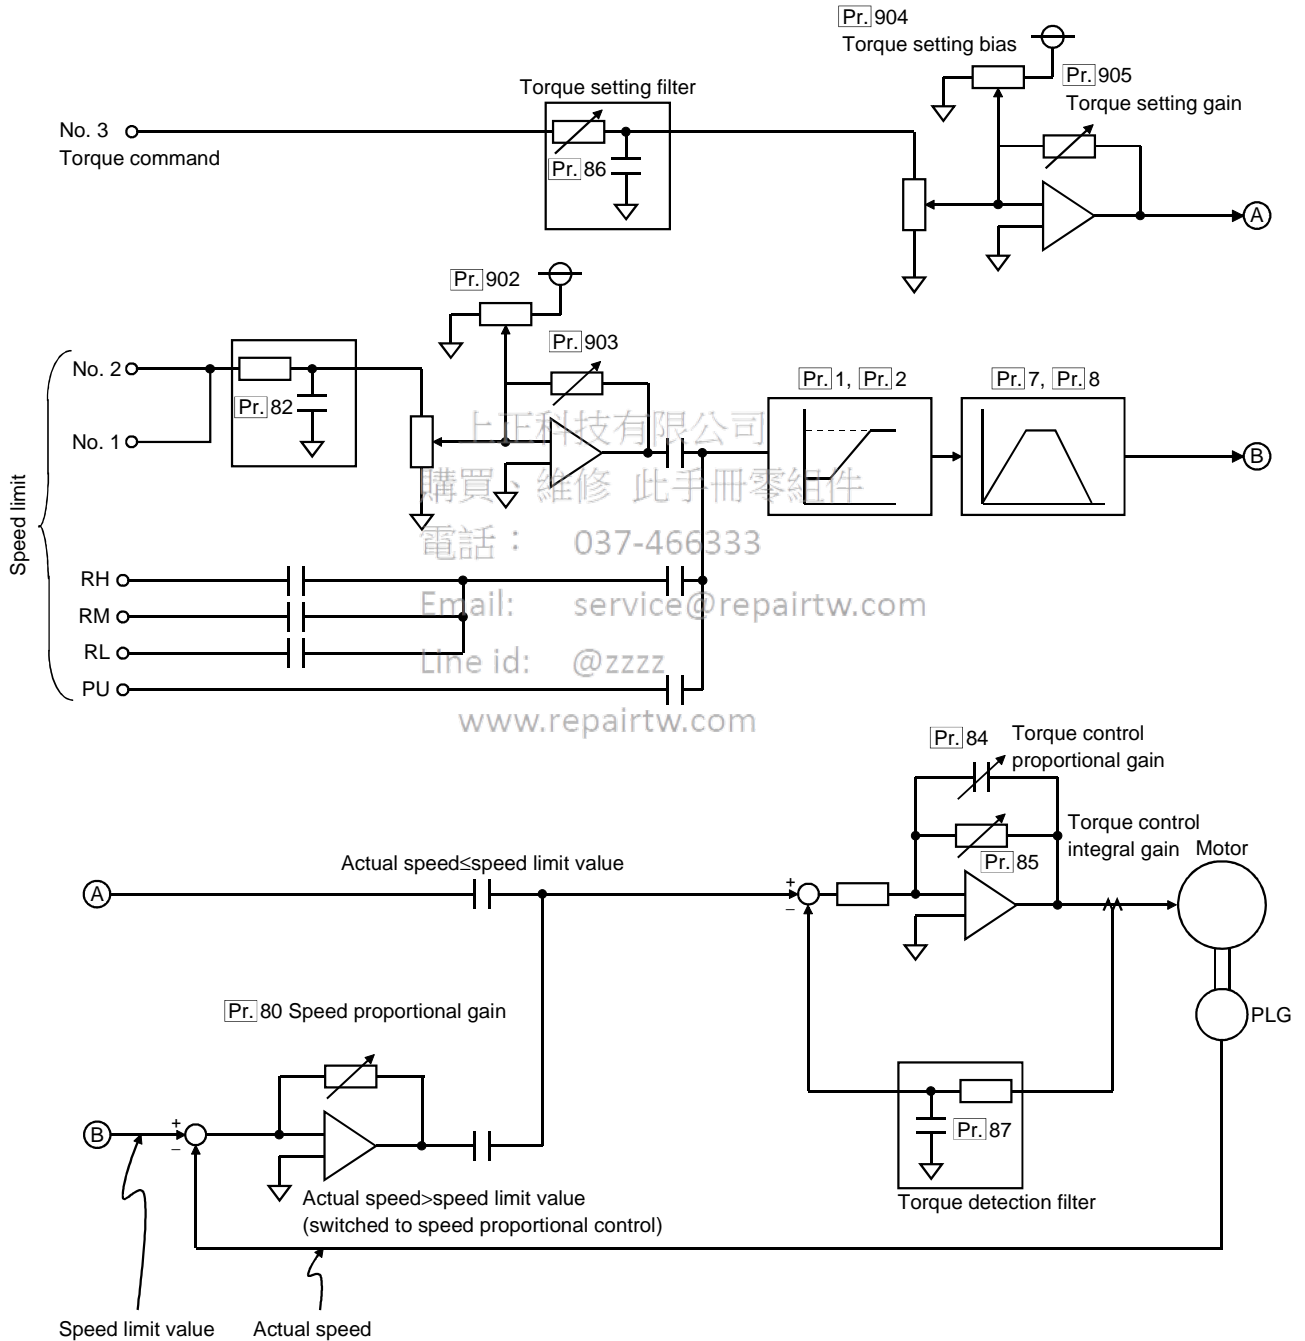 Pr. 904
Torque setting bias
Pr. 905
Torque setting gain
Torque setting filter
No. 3
Torque command
Pr. 86
A
Pr. 902
Pr. 903
No. 2
No. 1
Pr. 82
Pr. 1, Pr. 2
Pr. 7, Pr. 8
B
Speed limit
RH
RM
RL
PU
上正科技有限公司
購買、維修 此手冊零組件
電話： 037-466333
Email: service@repairtw.com
Line id: @zzzz
www.repairtw.com
Pr. 84
Torque control
proportional gain
Torque control
integral gain
Pr. 85
Motor
Actual speed≤speed limit value
A
+
−
PLG
Pr. 80 Speed proportional gain
B
+
−
Pr. 87
Torque detection filter
Actual speed>speed limit value
(switched to speed proportional control)
Speed limit value
Actual speed